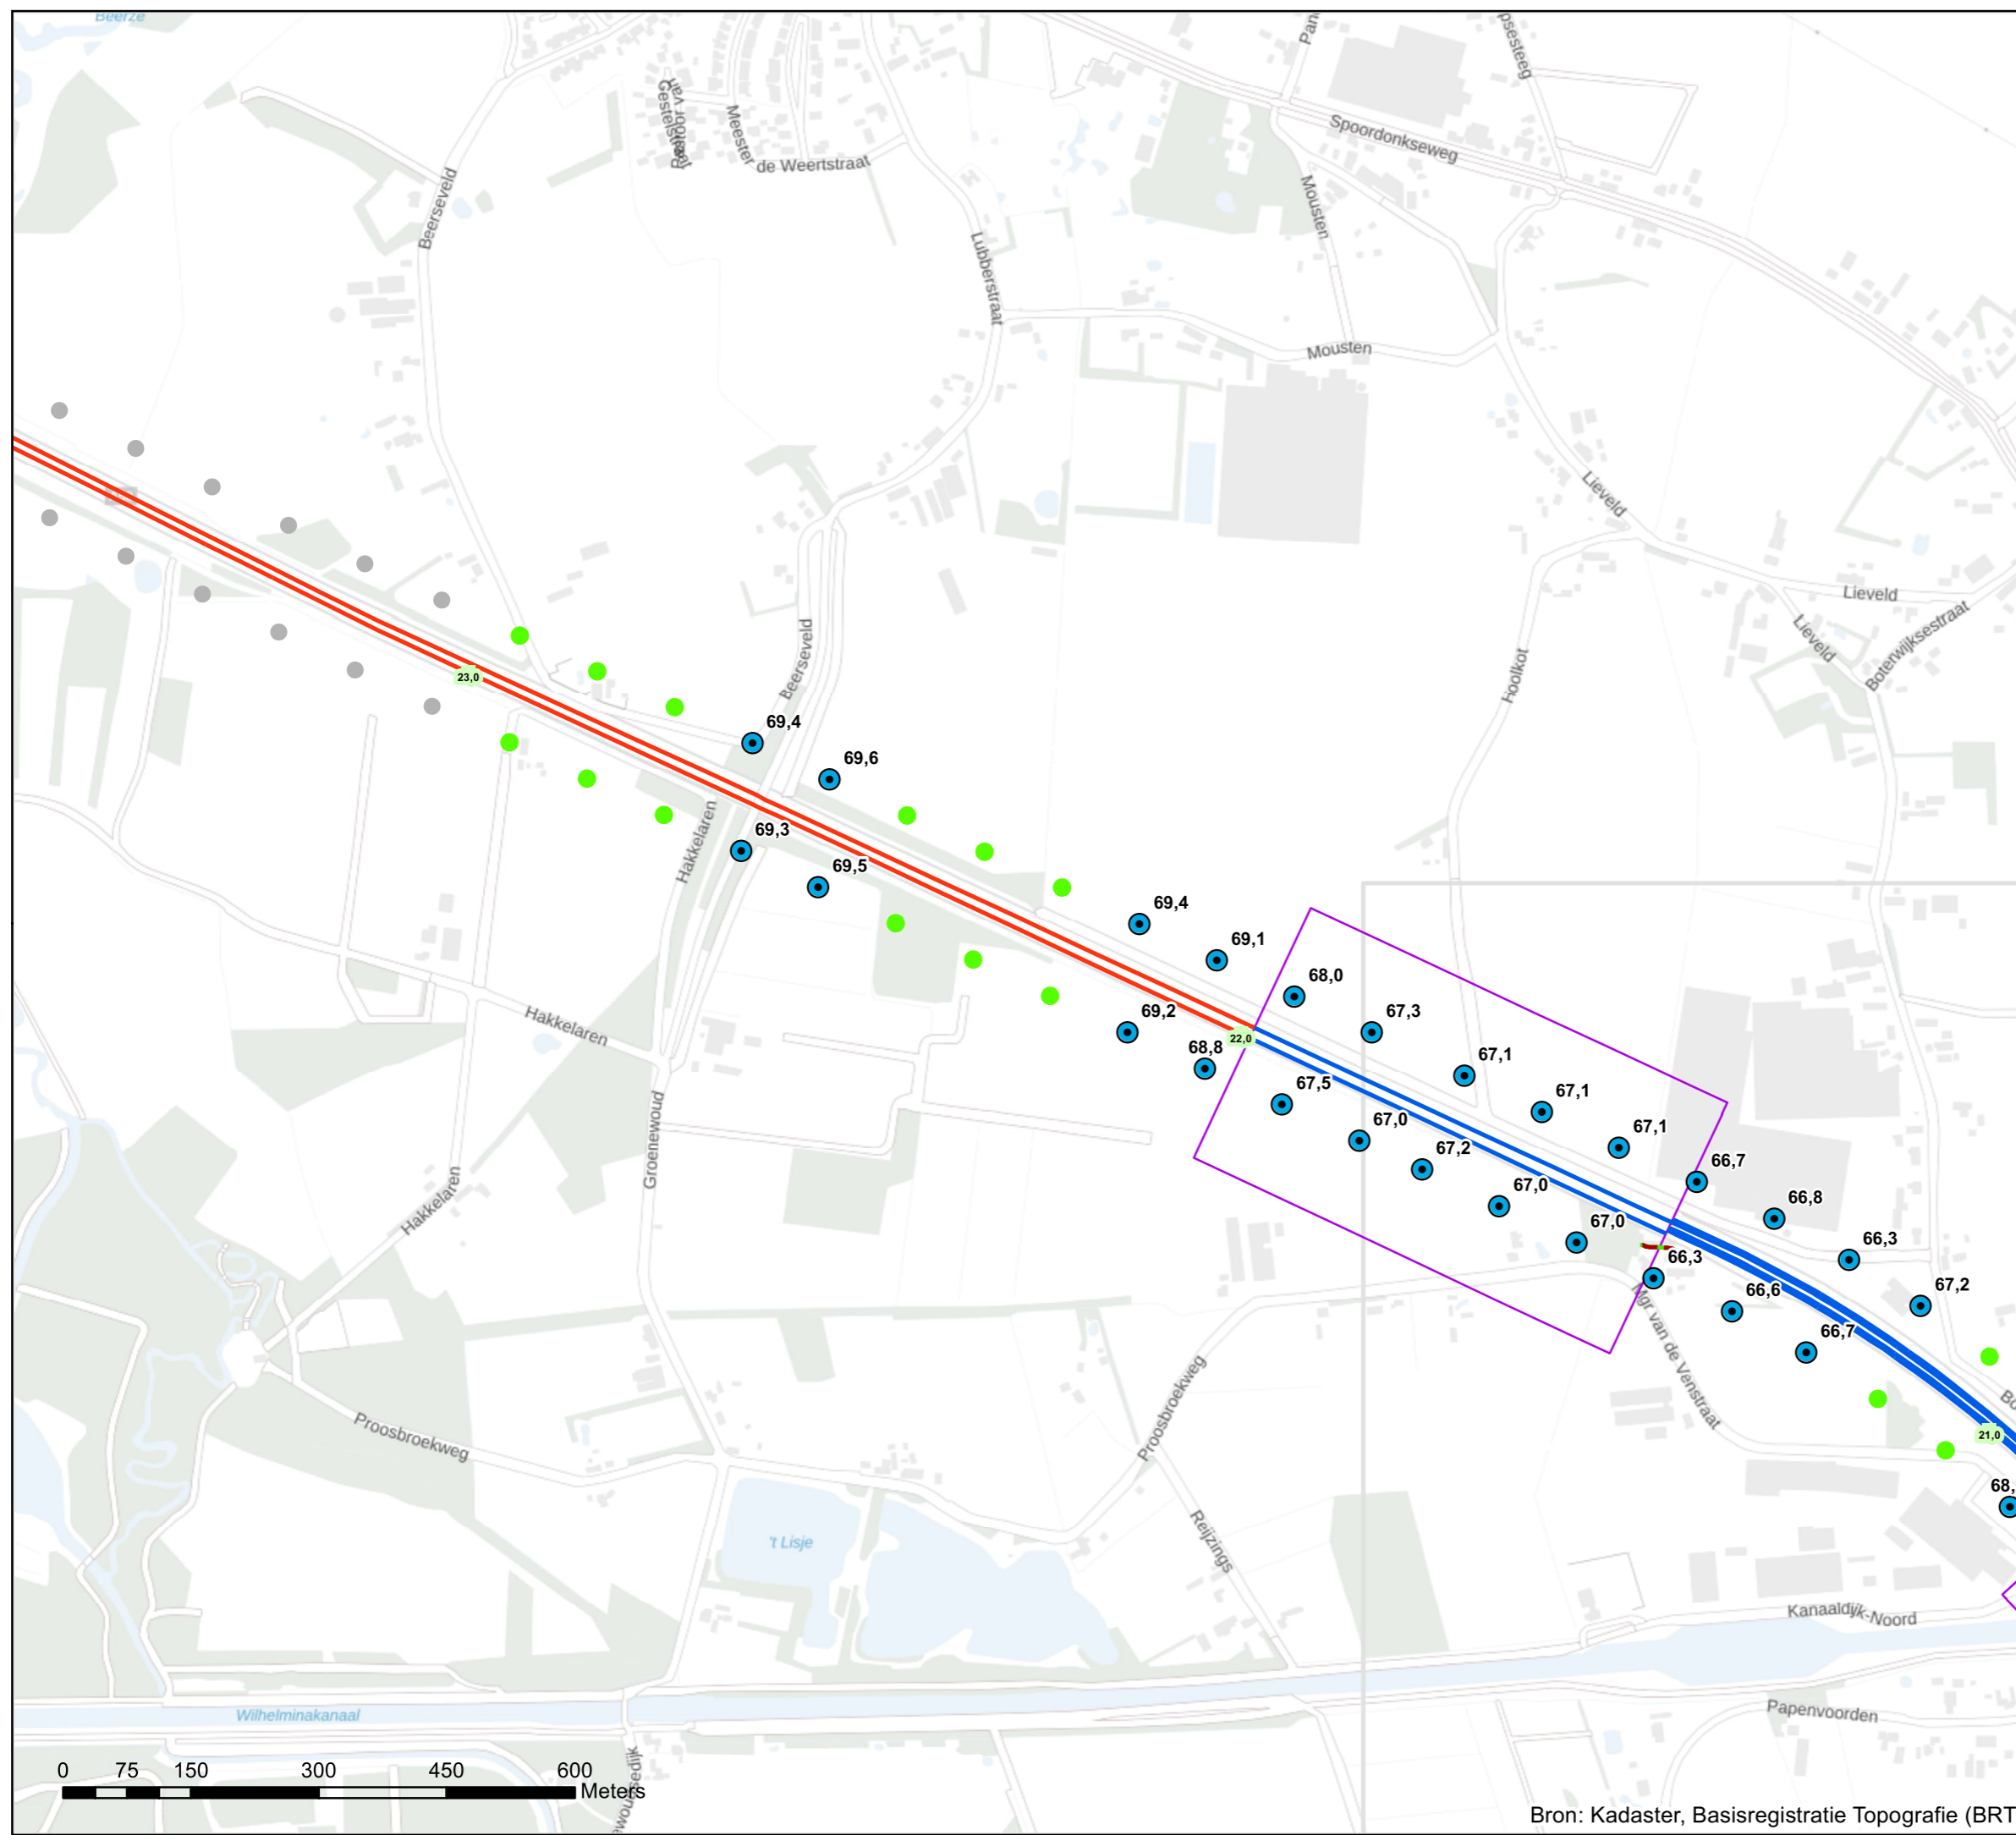 Beerze
Pastoor van
Gestelstraat
Meester
de Weertstraat
Beerseveld
Lubberstraat
Spoordonkseweg
Mousten
Mousten
Lieveld
Lieveld
Lieveld
Boterwijksestraat
Hoolkot
Beerseveld
23,0
69,4
69,6
69,3
69,5
Hakkelaren
69,4
69,1
68,0
67,3
69,2
22,0
68,8
67,1
67,5
67,1
67,0
67,1
67,2
66,7
67,0
66,8
67,0
66,3
66,3
67,2
66,6
66,7
Hakkelaren
Groenewoud
Hakkelaren
Mgr van de Venstraat
Proosbroekweg
Proosbroekweg
21,0
68,
Reijzings
't Lisje
Kanaaldijk-Noord
Wilhelminakanaal
Papenvoorden
0 75 150 300 450 600
Meters
Bron: Kadaster, Basisregistratie Topografie (BRT